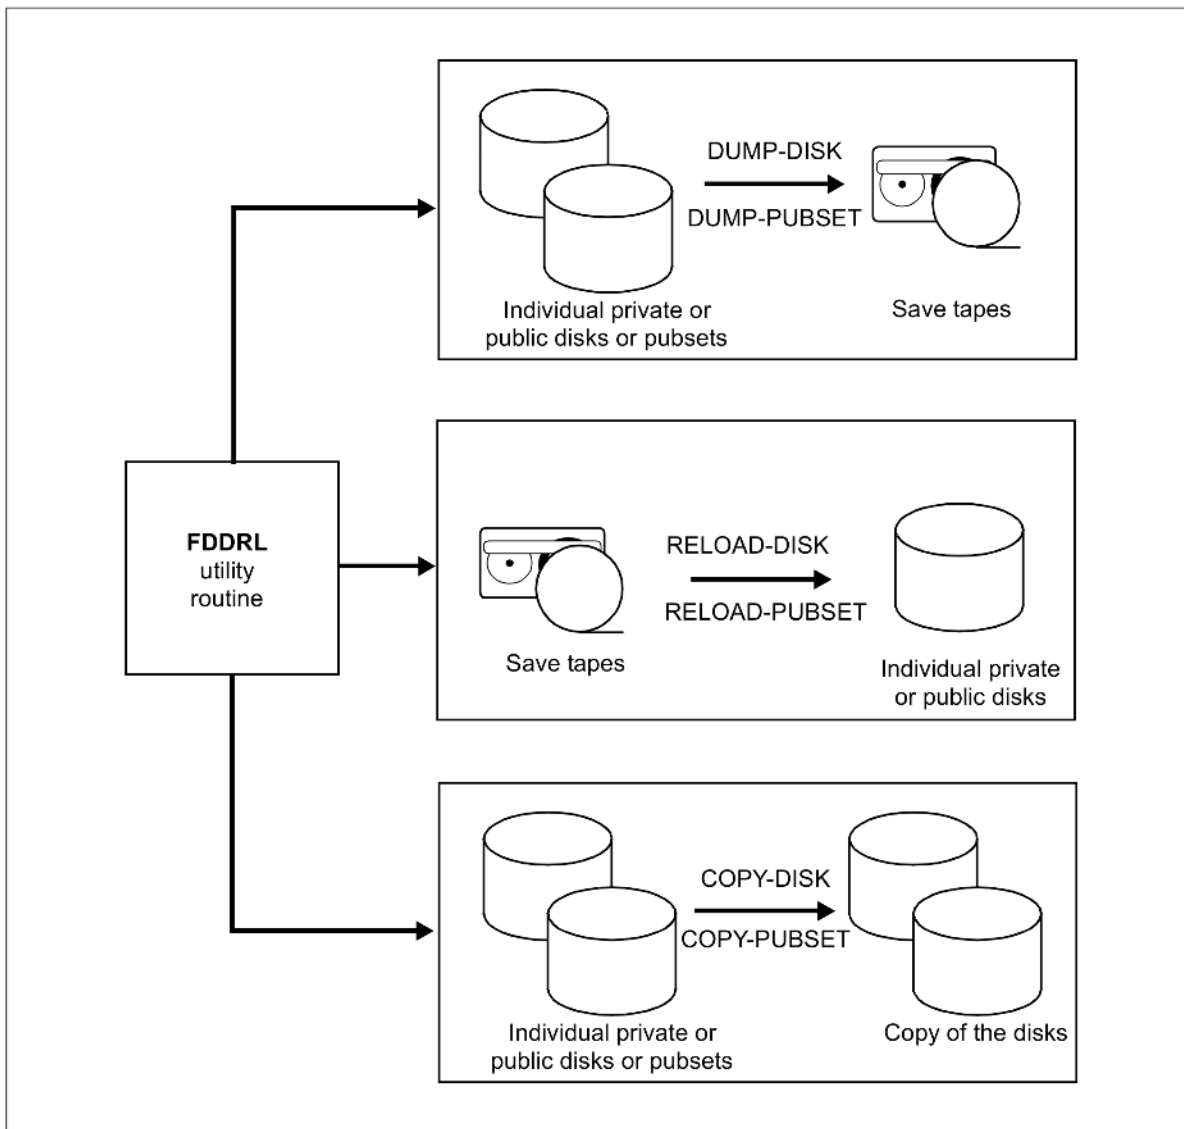 DUMP-DISK
DUMP-PUBSET
Individual private or
public disks or pubsets
Save tapes
FDDRL
utility
routine
RELOAD-DISK
RELOAD-PUBSET
Save tapes
Individual private
or public disks
COPY-DISK
COPY-PUBSET
Individual private or
public disks or pubsets
Copy of the disks